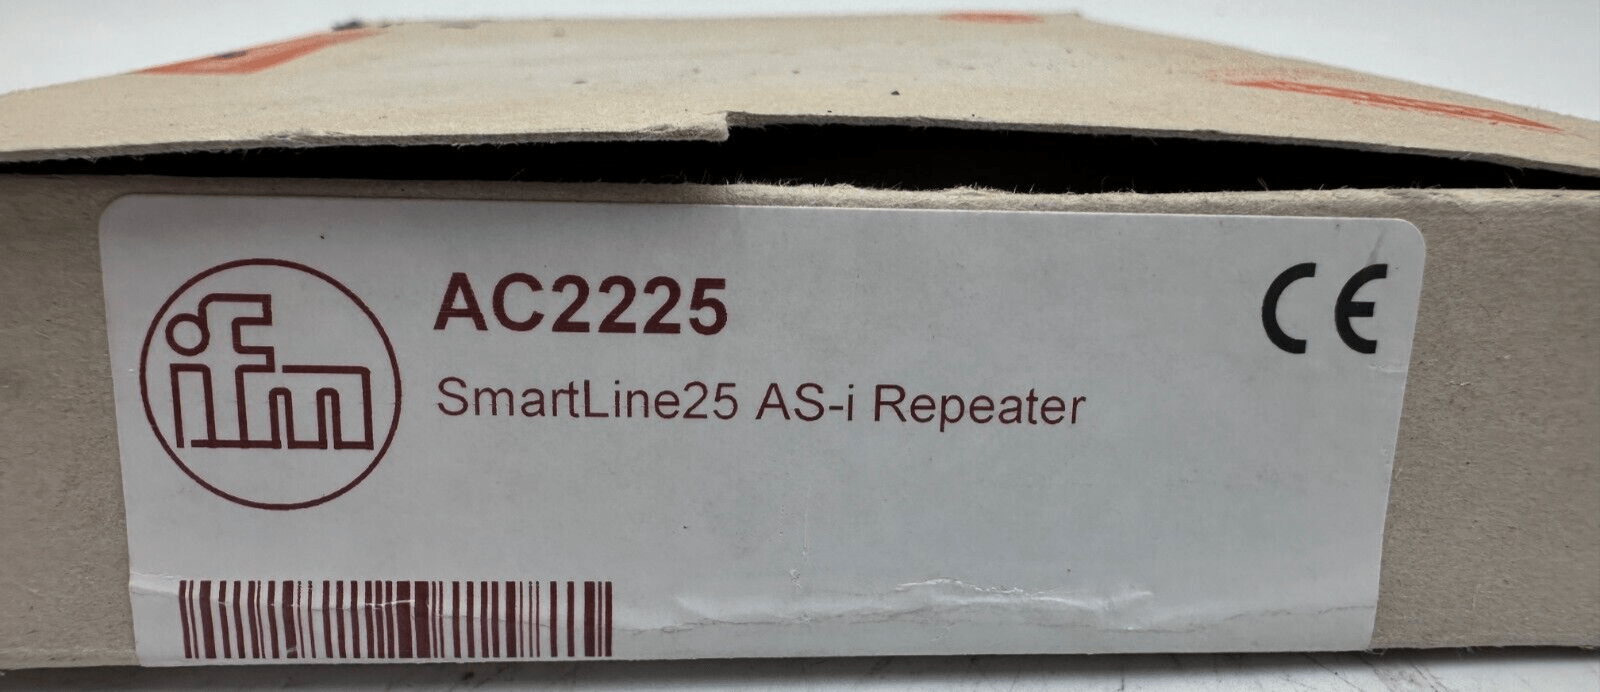 ifm
AC2225
SmartLine25 AS-i Repeater
CE